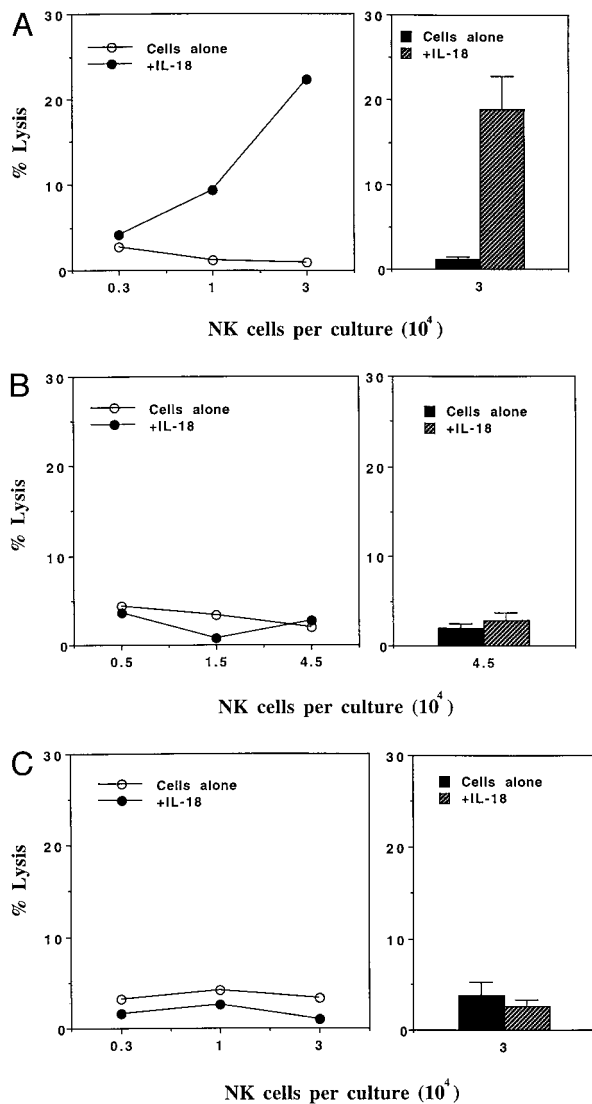 A
30
20
10
0
% Lysis
Cells alone
+IL-18
0.3 1 3
30
20
10
0
Cells alone
+IL-18
3
NK cells per culture (10⁴)
B
30
20
10
0
% Lysis
Cells alone
+IL-18
0.5 1.5 4.5
30
20
10
0
Cells alone
+IL-18
4.5
NK cells per culture (10⁴)
C
30
20
10
0
% Lysis
Cells alone
+IL-18
0.3 1 3
30
20
10
0
Cells alone
+IL-18
3
NK cells per culture (10⁴)